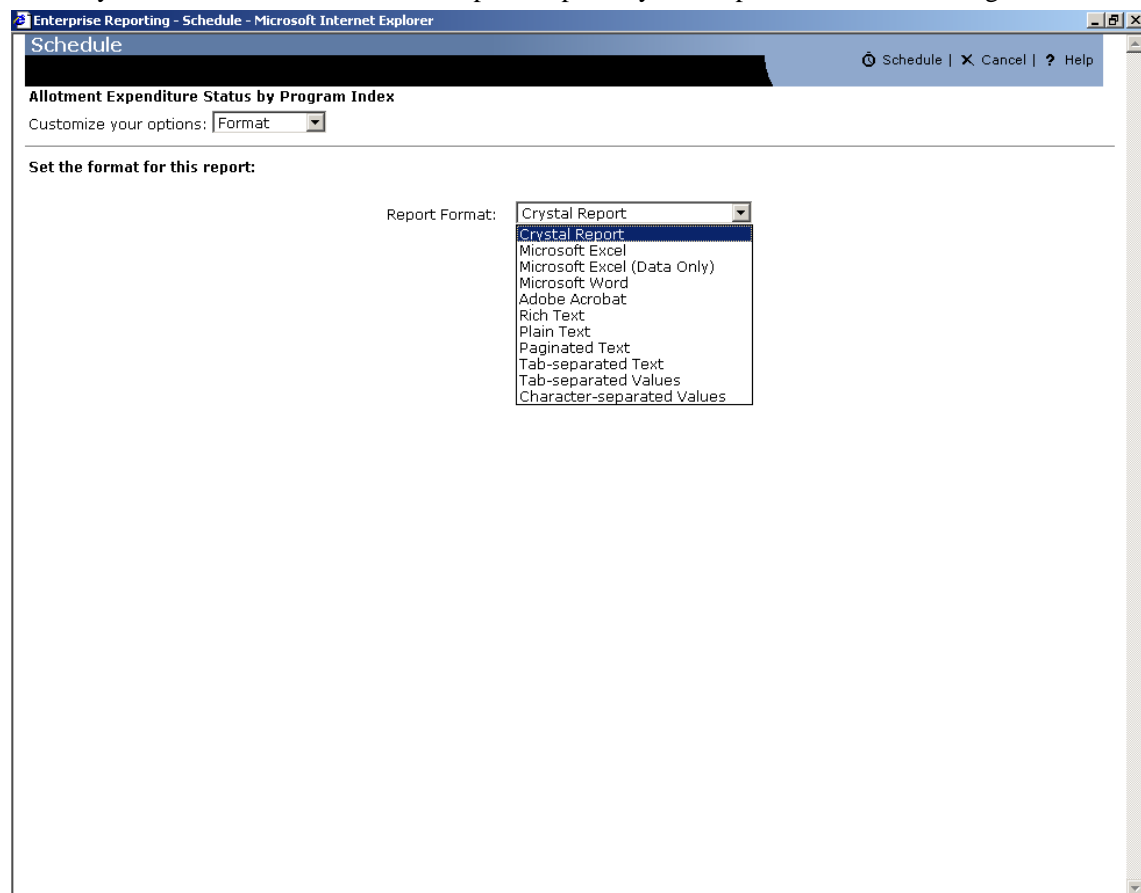 Enterprise Reporting - Schedule - Microsoft Internet Explorer
Schedule
Schedule | X Cancel | ? Help
Allotment Expenditure Status by Program Index
Customize your options: Format
Set the format for this report:
Report Format: Crystal Report
Crystal Report
Microsoft Excel
Microsoft Excel (Data Only)
Microsoft Word
Adobe Acrobat
Rich Text
Plain Text
Paginated Text
Tab-separated Text
Tab-separated Values
Character-separated Values